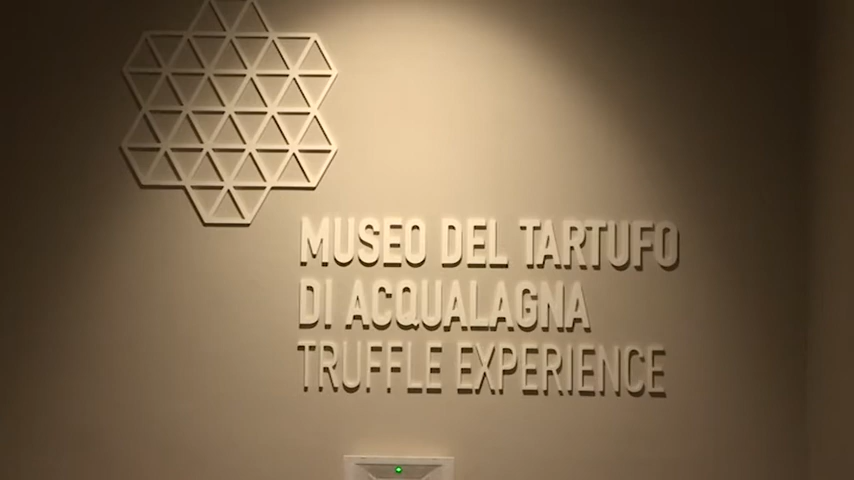 MUSEO DEL TARTUFO
DI ACQUALAGNA
TRUFFLE EXPERIENCE